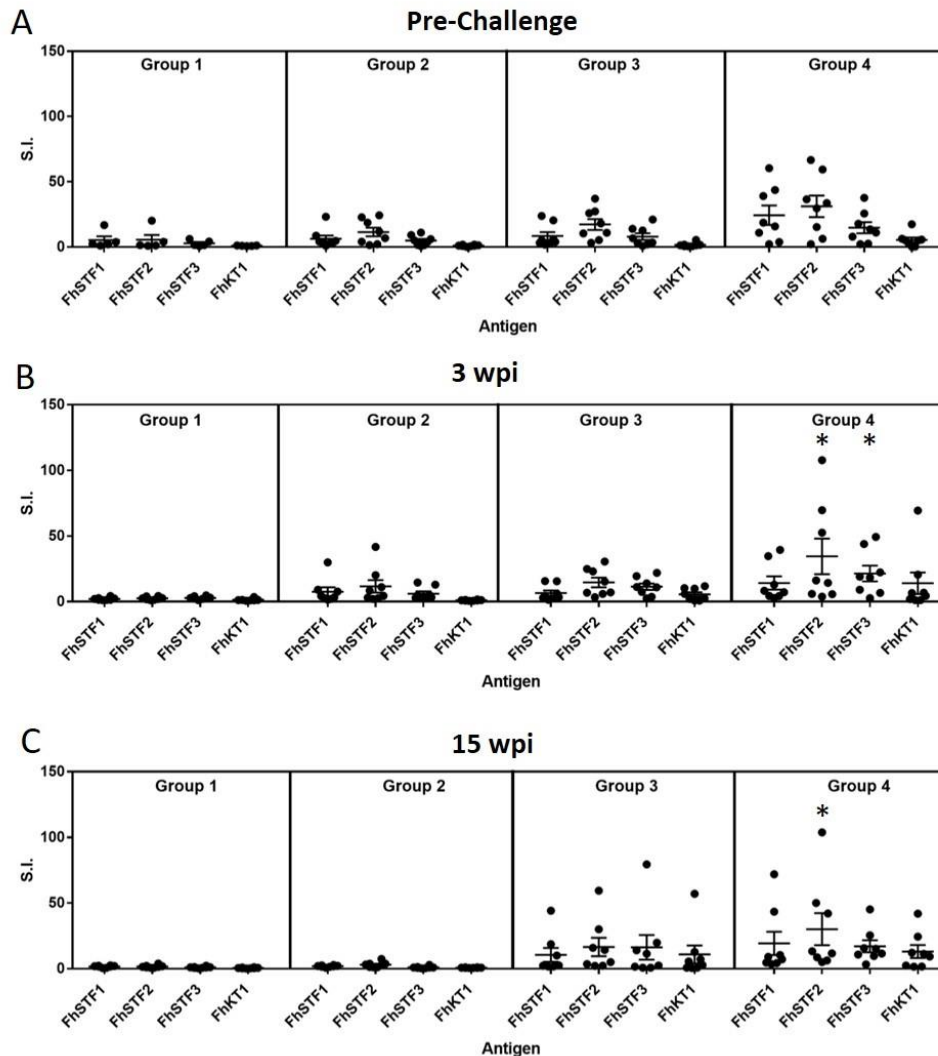 A
Pre-Challenge
150
100
50
0
S.I.
Group 1
Group 2
Group 3
Group 4
FhSTF1 FhSTF2 FhSTF3 FhKT1 FhSTF1 FhSTF2 FhSTF3 FhKT1 FhSTF1 FhSTF2 FhSTF3 FhKT1 FhSTF1 FhSTF2 FhSTF3 FhKT1
Antigen
B
3 wpi
150
100
50
0
S.I.
Group 1
Group 2
Group 3
Group 4
* *
FhSTF1 FhSTF2 FhSTF3 FhKT1 FhSTF1 FhSTF2 FhSTF3 FhKT1 FhSTF1 FhSTF2 FhSTF3 FhKT1 FhSTF1 FhSTF2 FhSTF3 FhKT1
Antigen
C
15 wpi
150
100
50
0
S.I.
Group 1
Group 2
Group 3
Group 4
*
FhSTF1 FhSTF2 FhSTF3 FhKT1 FhSTF1 FhSTF2 FhSTF3 FhKT1 FhSTF1 FhSTF2 FhSTF3 FhKT1 FhSTF1 FhSTF2 FhSTF3 FhKT1
Antigen